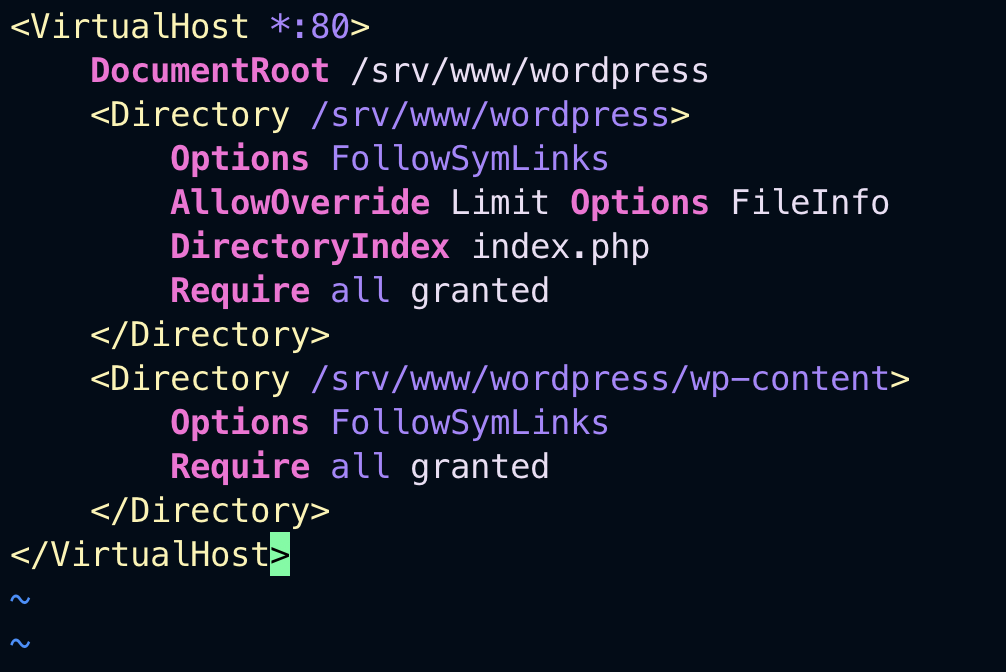 <VirtualHost *:80>
    DocumentRoot /srv/www/wordpress
    <Directory /srv/www/wordpress>
        Options FollowSymLinks
        AllowOverride Limit Options FileInfo
        DirectoryIndex index.php
        Require all granted
    </Directory>
    <Directory /srv/www/wordpress/wp-content>
        Options FollowSymLinks
        Require all granted
    </Directory>
</VirtualHost>
~
~